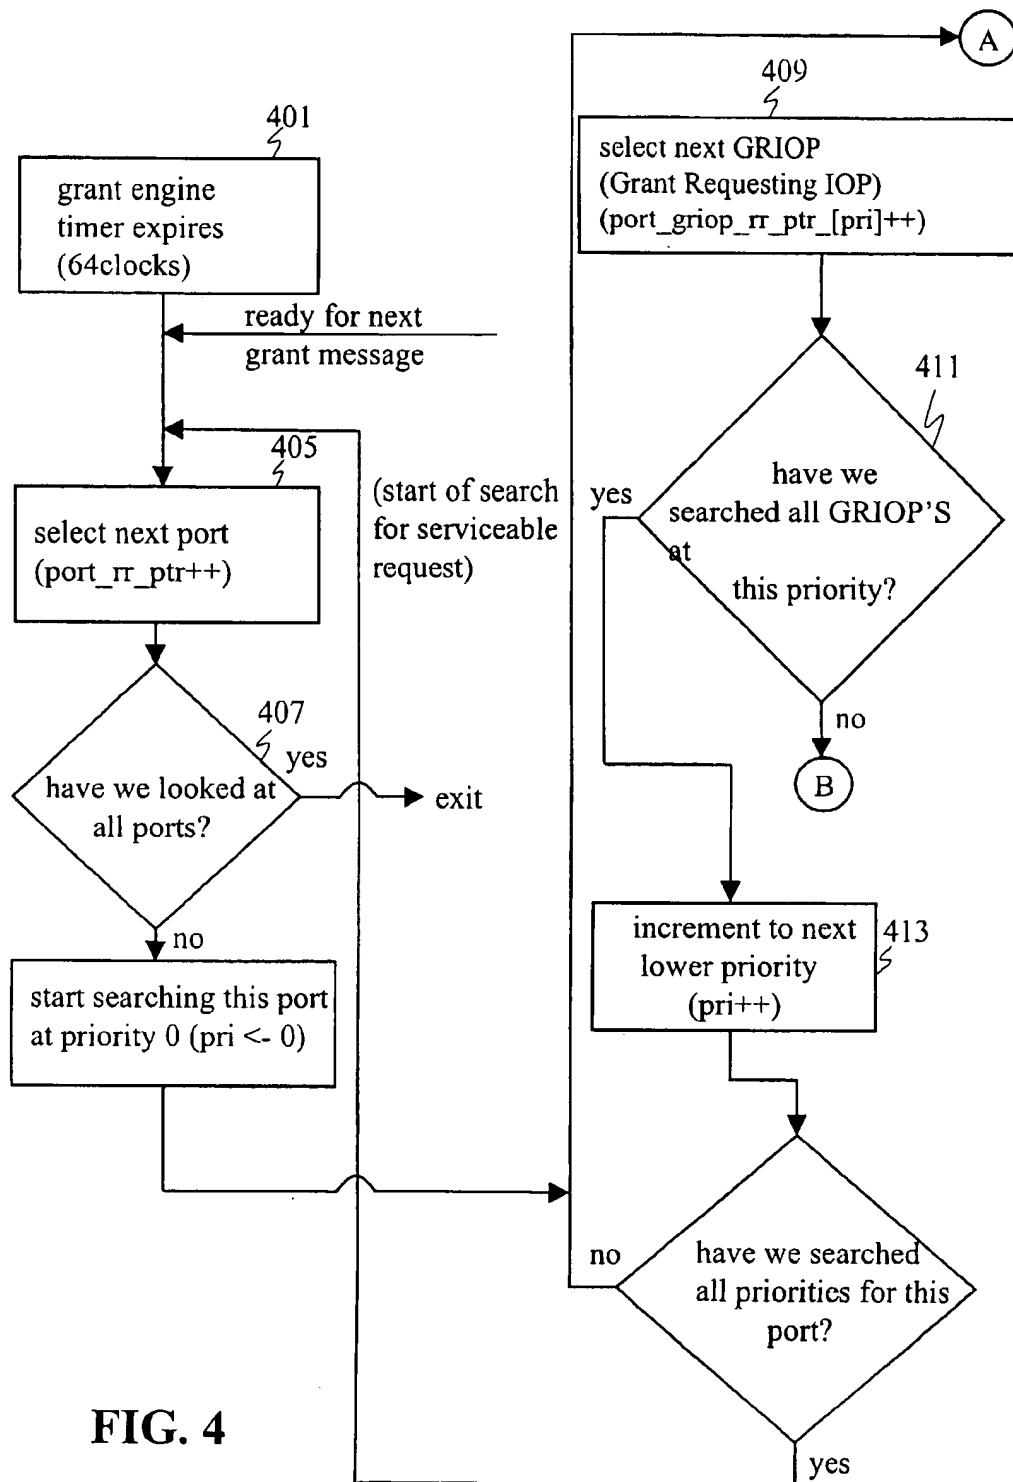 401
grant engine
timer expires
(64clocks)
ready for next
grant message
405
select next port
(port_rr_ptr++)
(start of search
for serviceable
request)
407
yes
have we looked at
all ports?
exit
no
start searching this port
at priority 0 (pri <- 0)
A
409
select next GRIOP
(Grant Requesting IOP)
(port_griop_rr_ptr_[pri]++)
411
yes
have we
searched all GRIOP'S
at
this priority?
no
B
increment to next
lower priority
(pri++)
413
no
have we searched
all priorities for this
port?
yes
FIG. 4